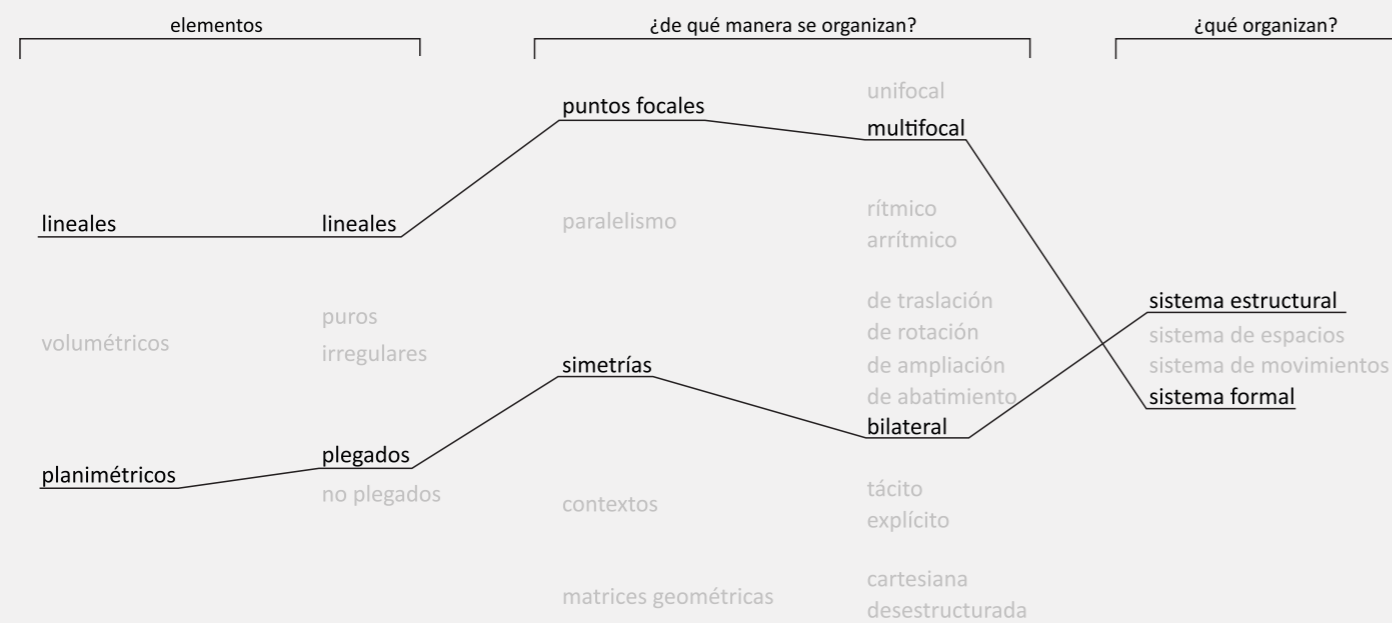 elementos
¿de qué manera se organizan?
¿qué organizan?
lineales
volumétricos
planimétricos
lineales
puros
irregulares
plegados
no plegados
puntos focales
paralelismo
simetrías
contextos
matrices geométricas
unifocal
multifocal
rítmico
arrítmico
de traslación
de rotación
de ampliación
de abatimiento
bilateral
tácito
explícito
cartesiana
desestructurada
sistema estructural
sistema de espacios
sistema de movimientos
sistema formal